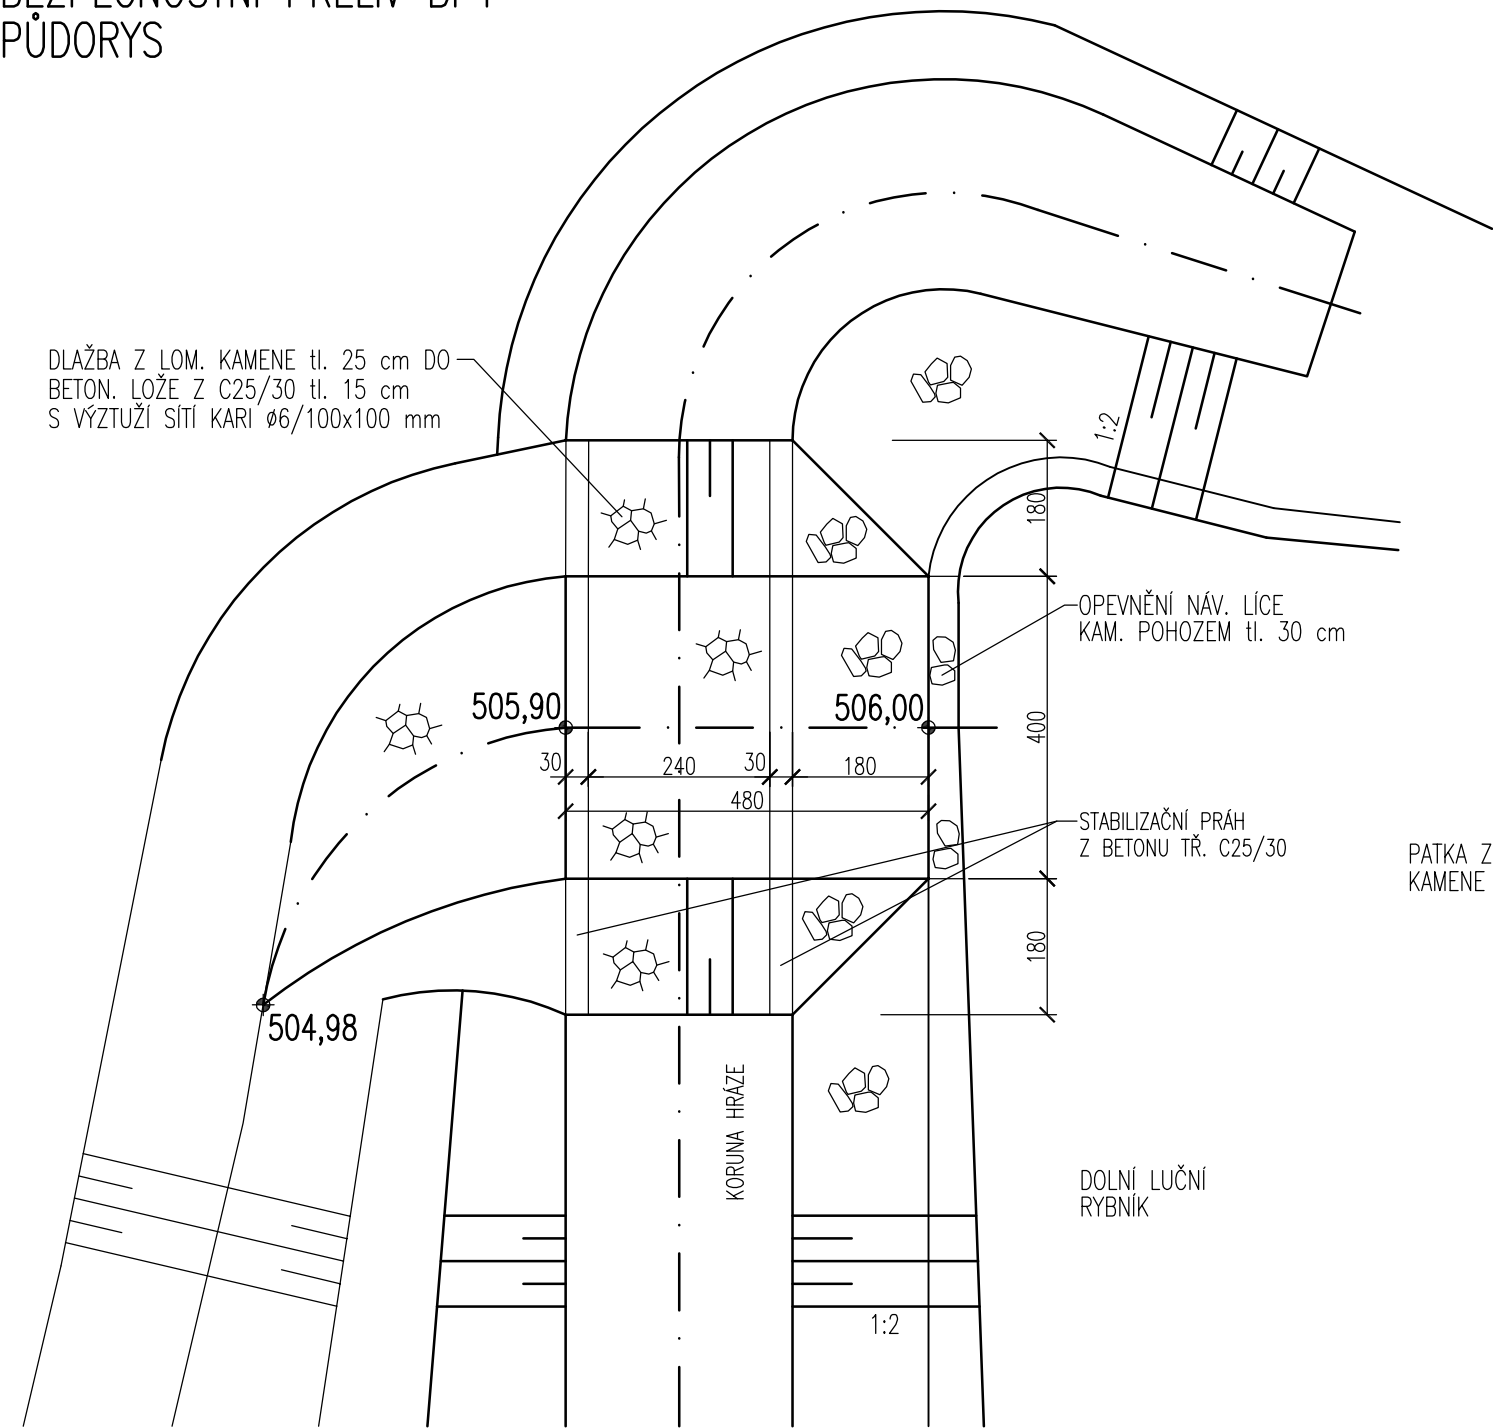 PŮDORYS
DLAŽBA Z LOM. KAMENE tl. 25 cm DO
BETON. LOŽE Z C25/30 tl. 15 cm
S VÝZTUŽÍ SÍTÍ KARI ø6/100x100 mm
1:2
180
OPEVNĚNÍ NÁV. LÍCE
KAM. POHOZEM tl. 30 cm
505,90
506,00
400
30
240
30
180
480
STABILIZAČNÍ PRÁH
Z BETONU TŘ. C25/30
PATKA Z
KAMENE
180
504,98
KORUNA HRÁZE
DOLNÍ LUČNÍ
RYBNÍK
1:2